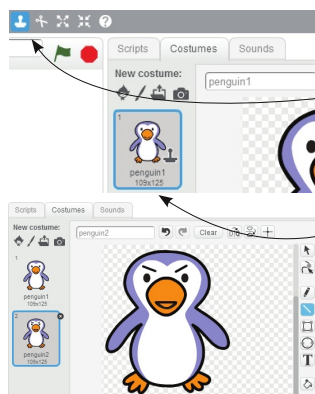 Scripts Costumes Sounds
New costume:
penguin1
1
penguin1
109x125
Scripts Costumes Sounds
New costume:
penguin2
Clear
1
penguin1
109x125
2
penguin2
109x125
T